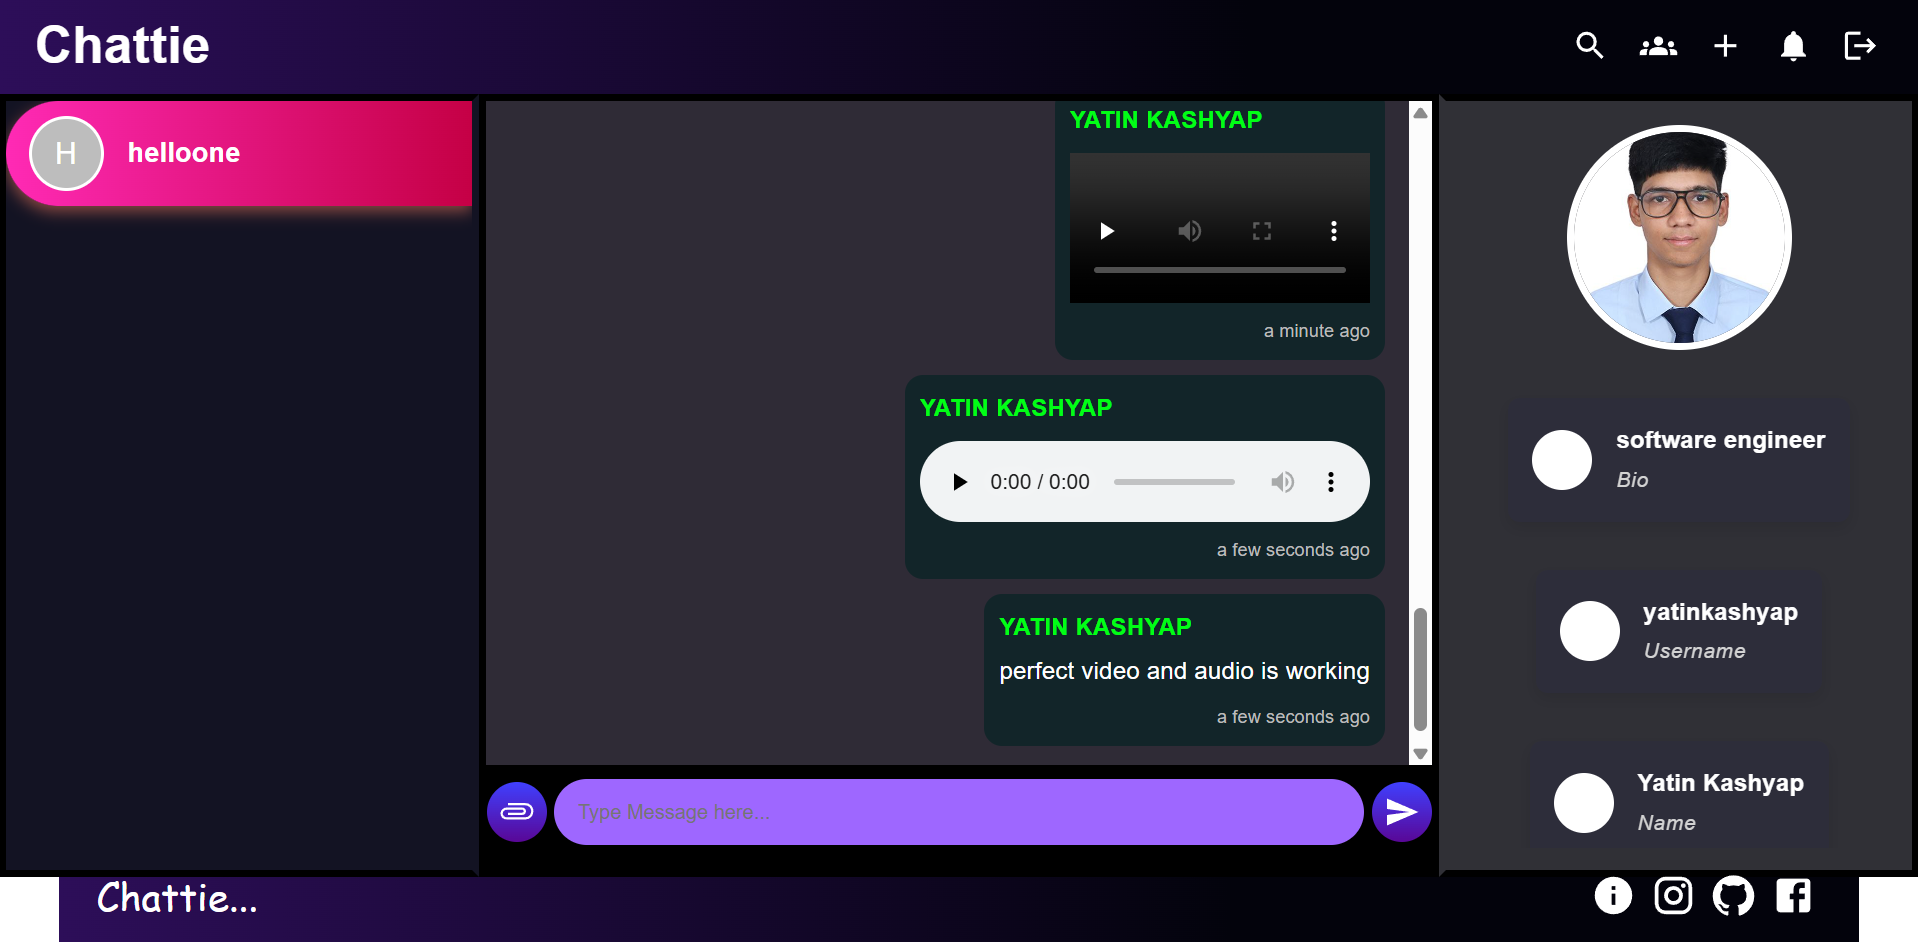 Chattie
H
helloone
YATIN KASHYAP
a minute ago
YATIN KASHYAP
0:00 / 0:00
a few seconds ago
YATIN KASHYAP
perfect video and audio is working
a few seconds ago
Type Message here...
software engineer
Bio
yatinkashyap
Username
Yatin Kashyap
Name
Chattie...